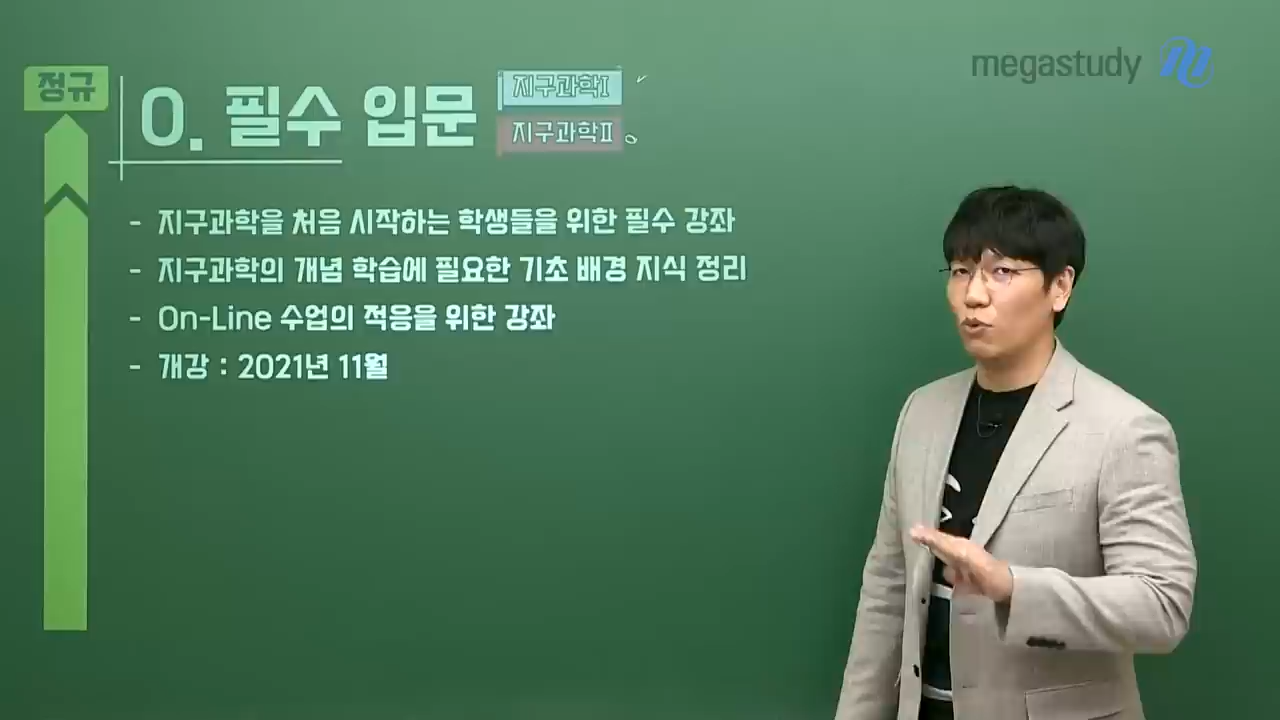 megastudy
정규
0. 필수 입문
지구과학I
지구과학II
- 지구과학을 처음 시작하는 학생들을 위한 필수 강좌
- 지구과학의 개념 학습에 필요한 기초 배경 지식 정리
- On-Line 수업의 적응을 위한 강좌
- 개강 : 2021년 11월